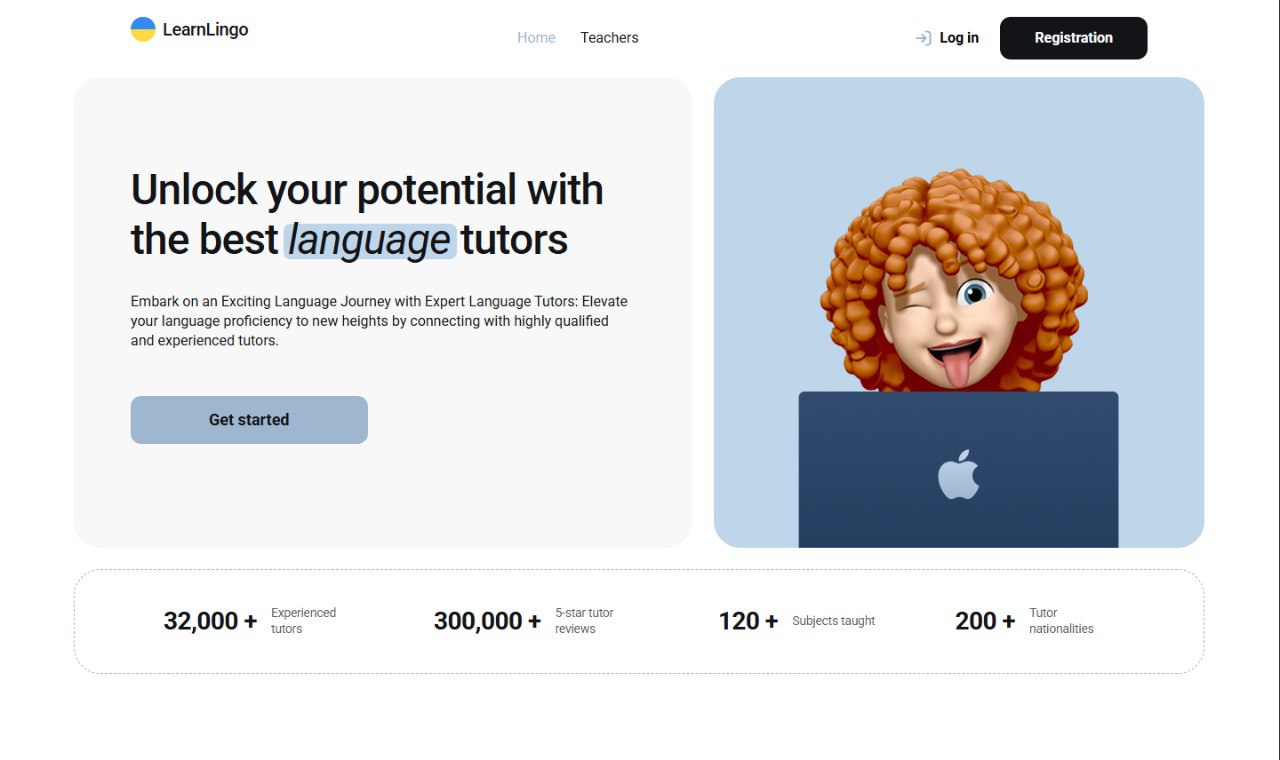 LearnLingo
Home
Teachers
Log in
Registration
Unlock your potential with
the best language tutors
Embark on an Exciting Language Journey with Expert Language Tutors: Elevate
your language proficiency to new heights by connecting with highly qualified
and experienced tutors.
Get started
32,000 +
Experienced
tutors
300,000 +
5-star tutor
reviews
120 +
Subjects taught
200 +
Tutor
nationalities